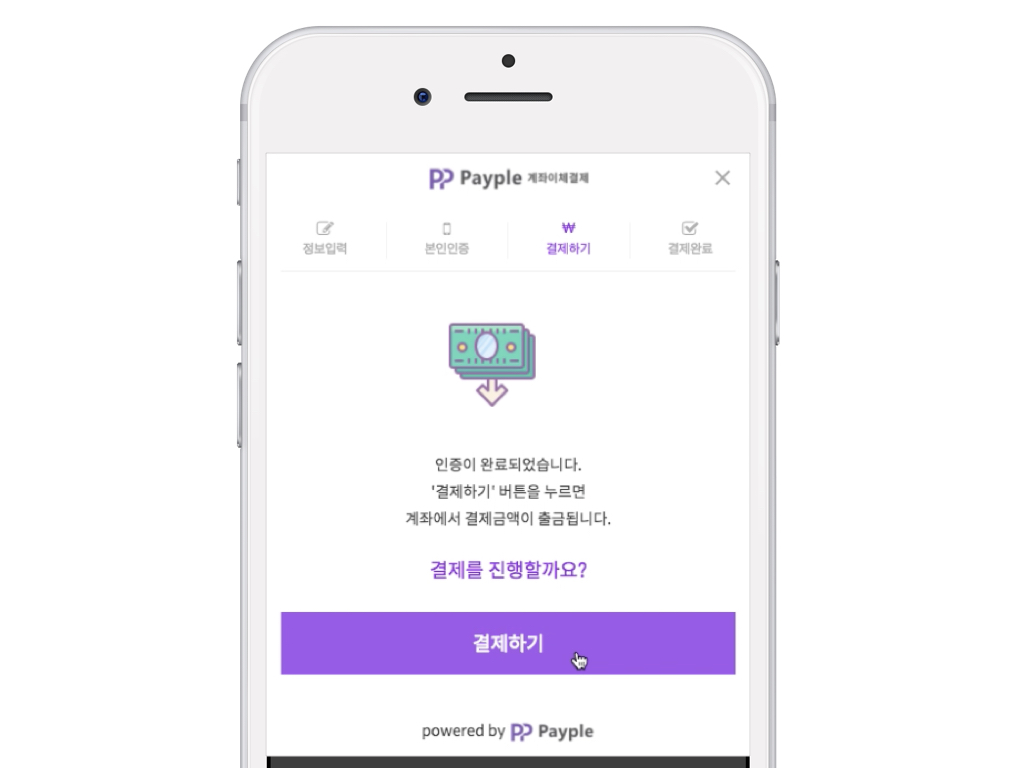 Payple 계좌이체결제
정보입력 본인인증 ₩ 결제하기 결제완료
인증이 완료되었습니다.
'결제하기' 버튼을 누르면
계좌에서 결제금액이 출금됩니다.
결제를 진행할까요?
결제하기
powered by Payple